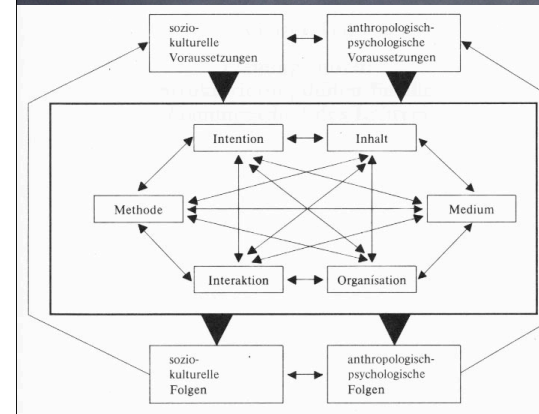 sozio-
kulturelle
Voraussetzungen
anthropologisch-
psychologische
Voraussetzungen
Intention
Inhalt
Methode
Medium
Interaktion
Organisation
sozio-
kulturelle
Folgen
anthropologisch-
psychologische
Folgen